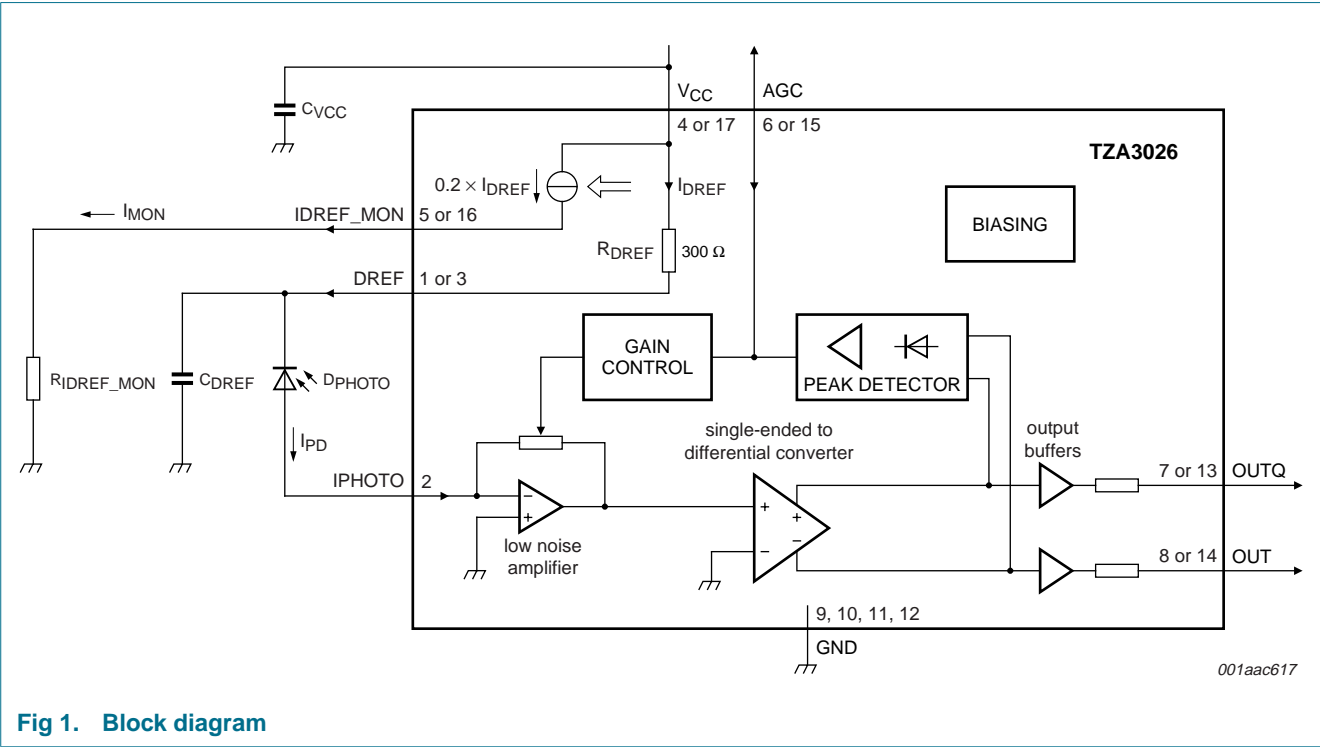 VCC
AGC
CVCC
4 or 17
6 or 15
TZA3026
0.2 × IDREF
IDREF
IMON
IDREF_MON
5 or 16
BIASING
RDREF
300 Ω
DREF
1 or 3
GAIN
CONTROL
PEAK DETECTOR
RIDREF_MON
CDREF
DPHOTO
single-ended to
differential converter
output
buffers
IPD
IPHOTO
2
7 or 13
OUTQ
−
+
+
−
+
−
low noise
amplifier
8 or 14
OUT
9, 10, 11, 12
GND
001aac617
Fig 1. Block diagram